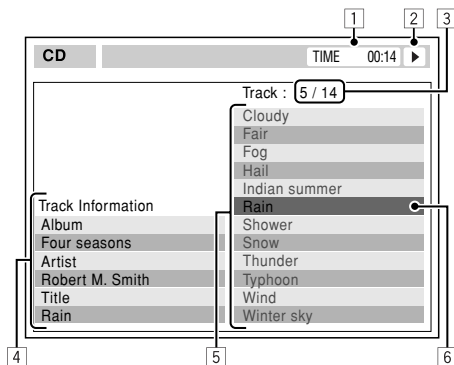 1 2 3
CD TIME 00:14
Track : 5 / 14
Cloudy
Fair
Fog
Hail
Indian summer
Rain
Shower
Snow
Thunder
Typhoon
Wind
Winter sky
Track Information
Album
Four seasons
Artist
Robert M. Smith
Title
Rain
4 5 6